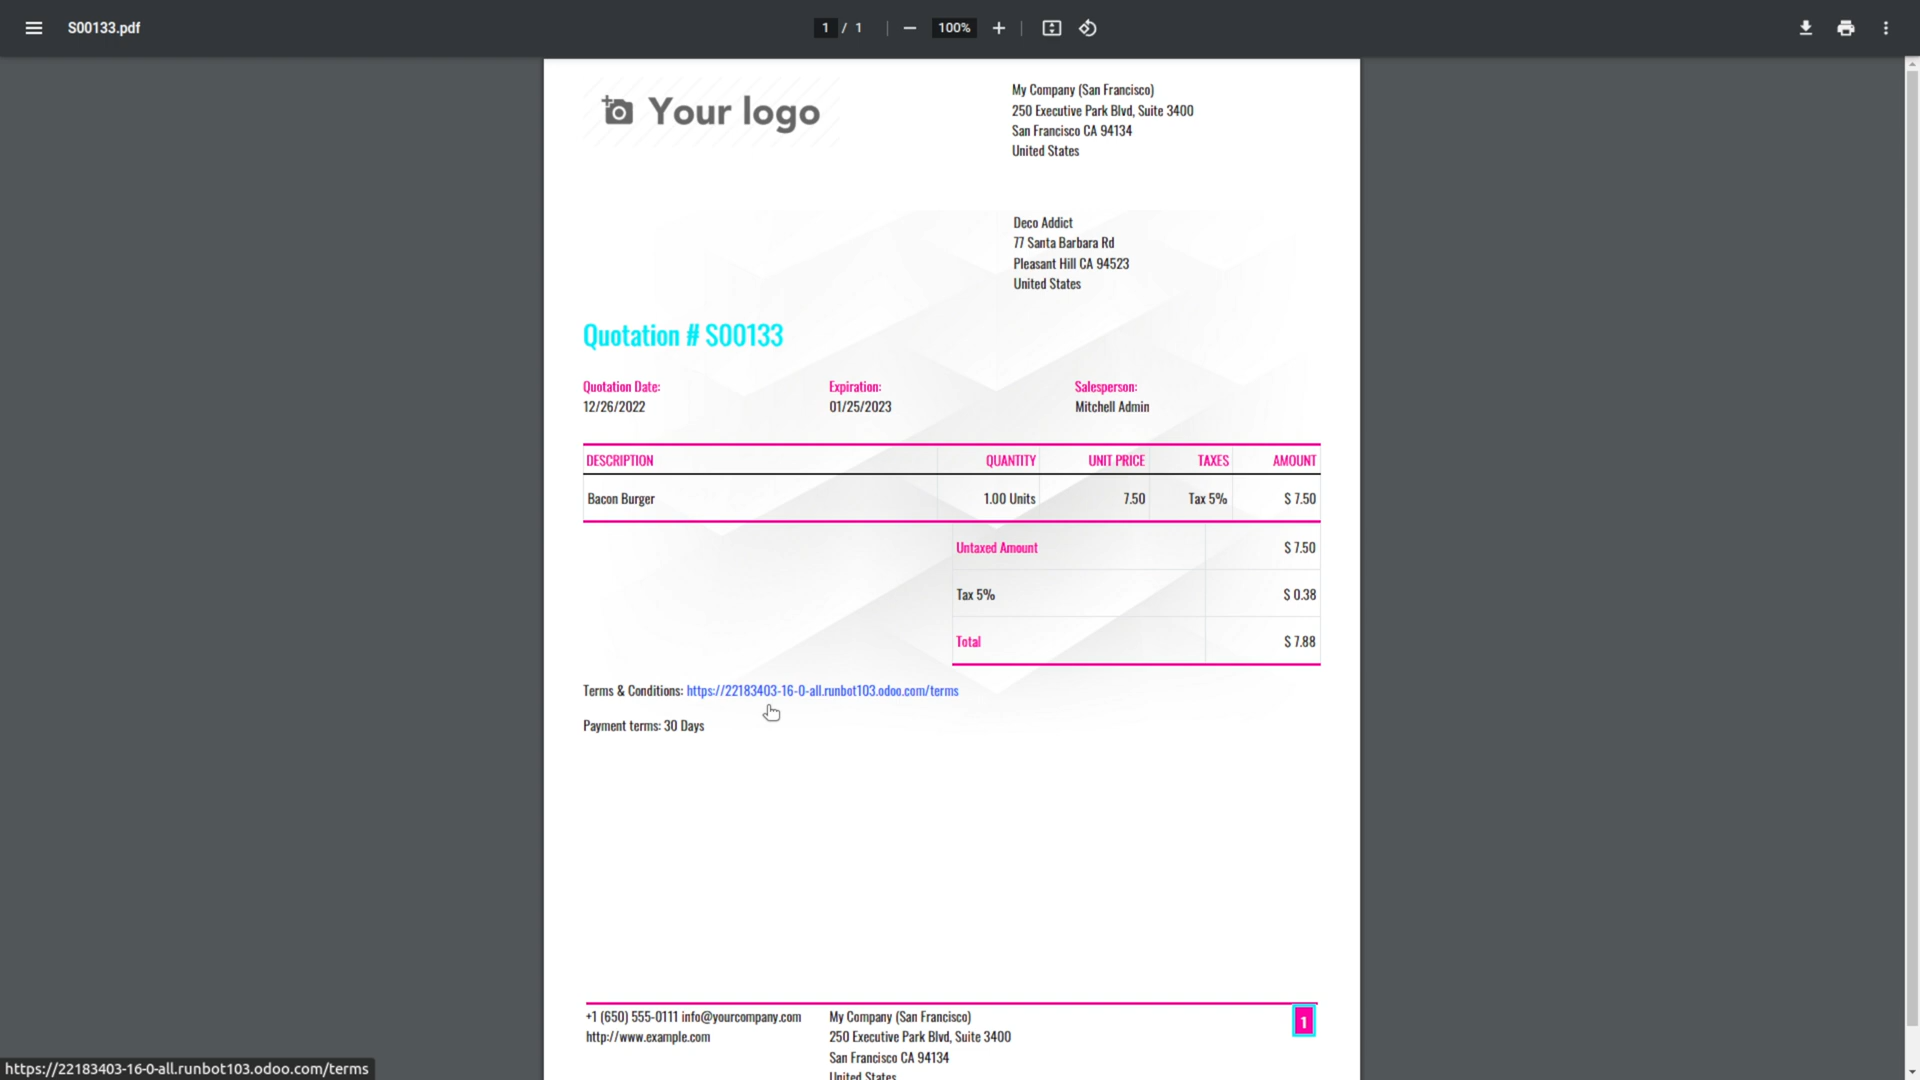 S00133.pdf
1 / 1
100%
Your logo
My Company (San Francisco)
250 Executive Park Blvd, Suite 3400
San Francisco CA 94134
United States
Deco Addict
77 Santa Barbara Rd
Pleasant Hill CA 94523
United States
Quotation # S00133
Quotation Date: Expiration: Salesperson:
12/26/2022 01/25/2023 Mitchell Admin
DESCRIPTION QUANTITY UNIT PRICE TAXES AMOUNT
Bacon Burger 1.00 Units 7.50 Tax 5% $ 7.50
Untaxed Amount $ 7.50
Tax 5% $ 0.38
Total $ 7.88
Terms & Conditions: https://22183403-16-0-all.runbot103.odoo.com/terms
Payment terms: 30 Days
+1 (650) 555-0111 info@yourcompany.com My Company (San Francisco) 1
http://www.example.com 250 Executive Park Blvd, Suite 3400
San Francisco CA 94134
United States
https://22183403-16-0-all.runbot103.odoo.com/terms